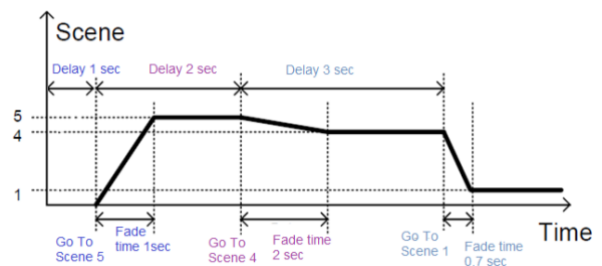 Scene
Delay 1 sec
Delay 2 sec
Delay 3 sec
5
4
1
Time
Go To
Scene 5
Fade
time 1sec
Go To
Scene 4
Fade time
2 sec
Go To
Scene 1
Fade time
0.7 sec